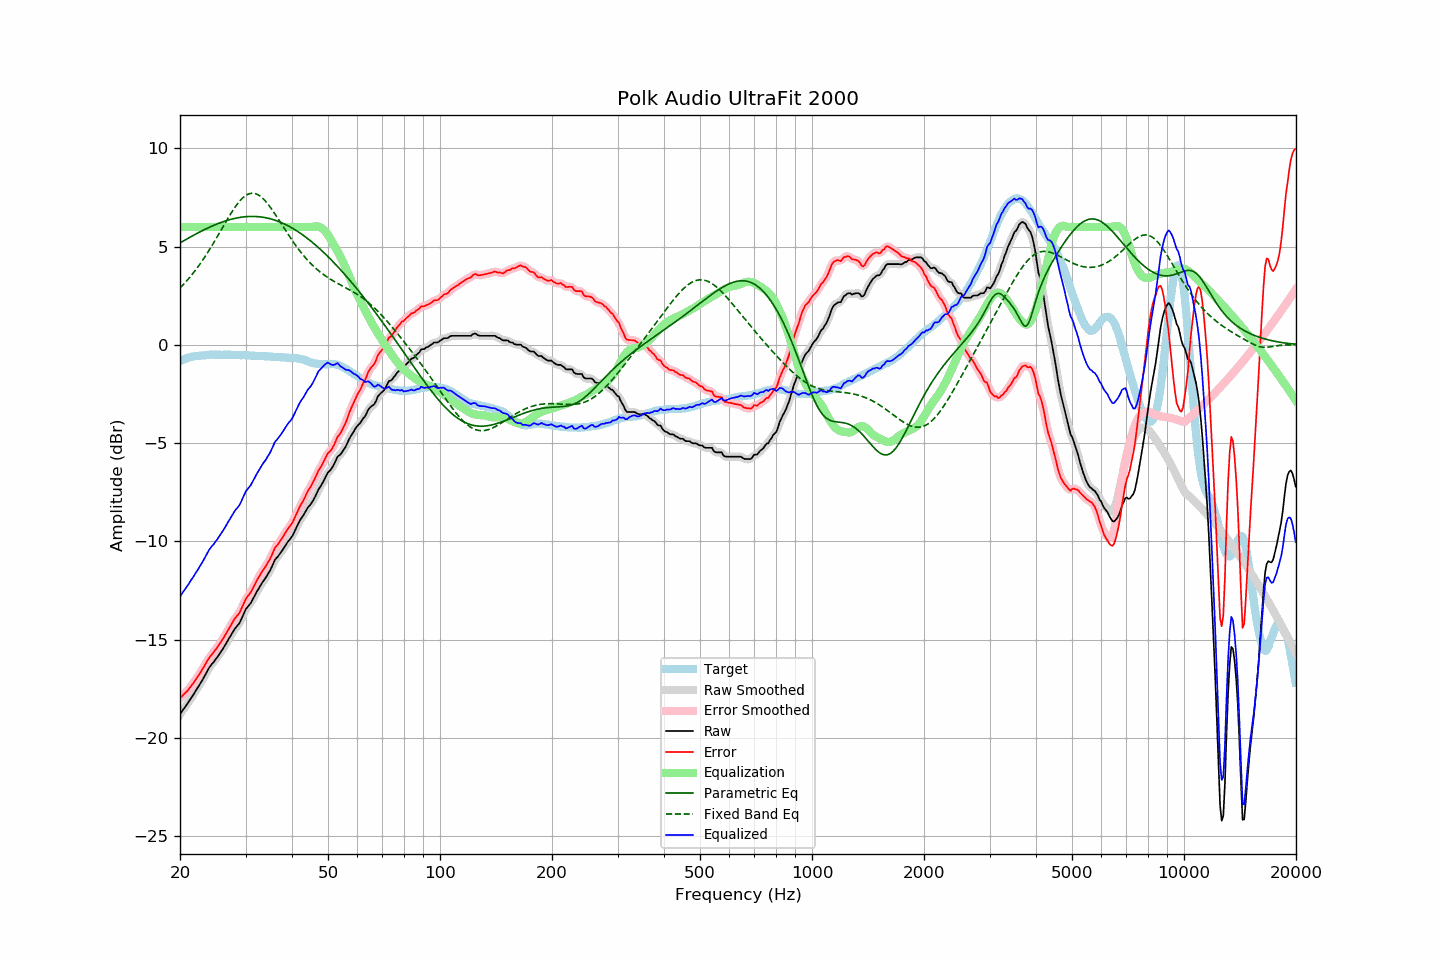 Polk Audio UltraFit 2000
Amplitude (dBr)
10
5
0
−5
−10
−15
−20
−25
Target
Raw Smoothed
Error Smoothed
Raw
Error
Equalization
Parametric Eq
Fixed Band Eq
Equalized
20 50 100 200 500 1000 2000 5000 10000 20000
Frequency (Hz)